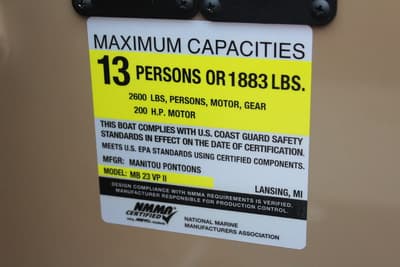 MAXIMUM CAPACITIES
13 PERSONS OR 1883 LBS.
2600 LBS, PERSONS, MOTOR, GEAR
200 H.P. MOTOR
THIS BOAT COMPLIES WITH U.S. COAST GUARD SAFETY
STANDARDS IN EFFECT ON THE DATE OF CERTIFICATION.
MEETS U.S. EPA STANDARDS USING CERTIFIED COMPONENTS.
MFGR: MANITOU PONTOONS
MODEL: MB 23 VP II
LANSING, MI
DESIGN COMPLIANCE WITH NMMA REQUIREMENTS IS VERIFIED.
MANUFACTURER RESPONSIBLE FOR PRODUCTION CONTROL.
NMMA
CERTIFIED
NATIONAL MARINE
MANUFACTURERS ASSOCIATION